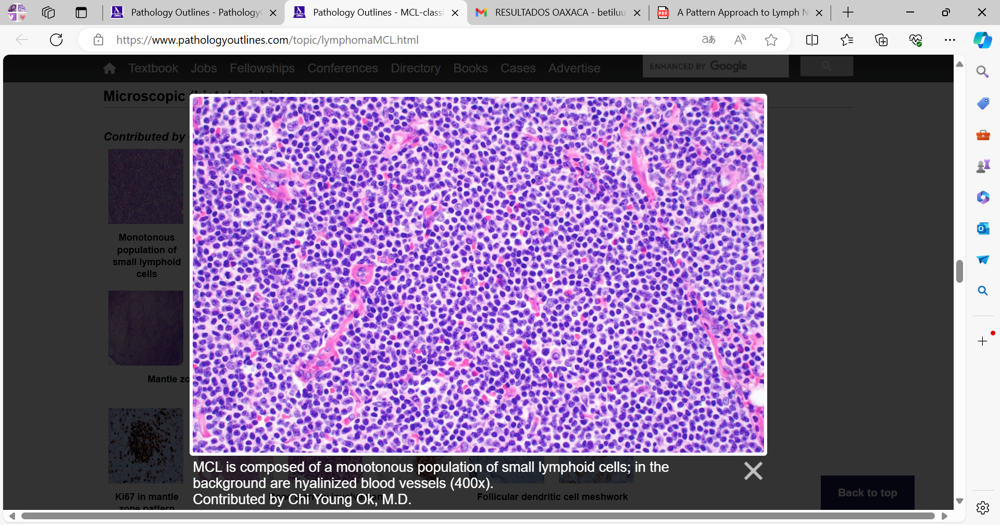 Pathology Outlines - Pathology
Pathology Outlines - MCL-classi
RESULTADOS OAXACA - betiluu
A Pattern Approach to Lymph N
https://www.pathologyoutlines.com/topic/lymphomaMCL.html
Textbook Jobs Fellowships Conferences Directory Books Cases Advertise
ENHANCED BY Google
Microscopic (histologic) images
Contributed by
Monotonous
population of
small lymphoid
cells
Mantle zo
MCL is composed of a monotonous population of small lymphoid cells; in the
background are hyalinized blood vessels (400x).
Contributed by Chi Young Ok, M.D.
Ki67 in mantle
zone pattern
Follicular dendritic cell meshwork
Back to top